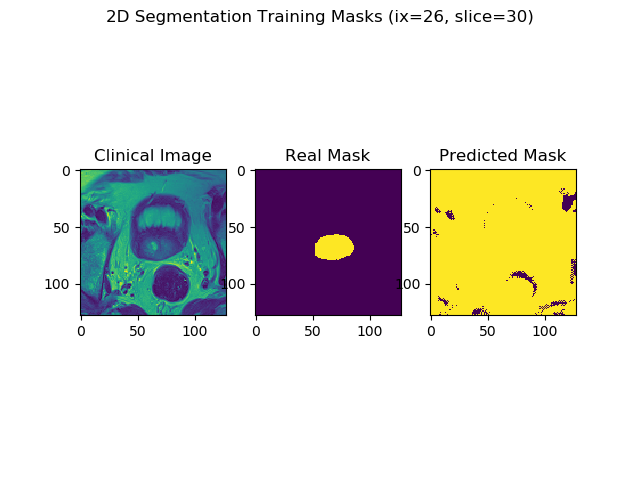 2D Segmentation Training Masks (ix=26, slice=30)
Clinical Image Real Mask Predicted Mask
0 0 0
50 50 50
100 100 100
0 50 100 0 50 100 0 50 100